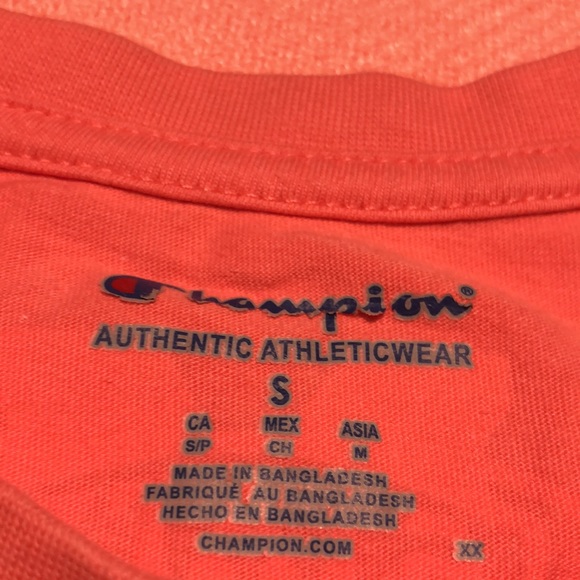 Champion®
AUTHENTIC ATHLETICWEAR
S
CA MEX ASIA
S/P CH M
MADE IN BANGLADESH
FABRIQUÉ AU BANGLADESH
HECHO EN BANGLADESH
CHAMPION.COM XX